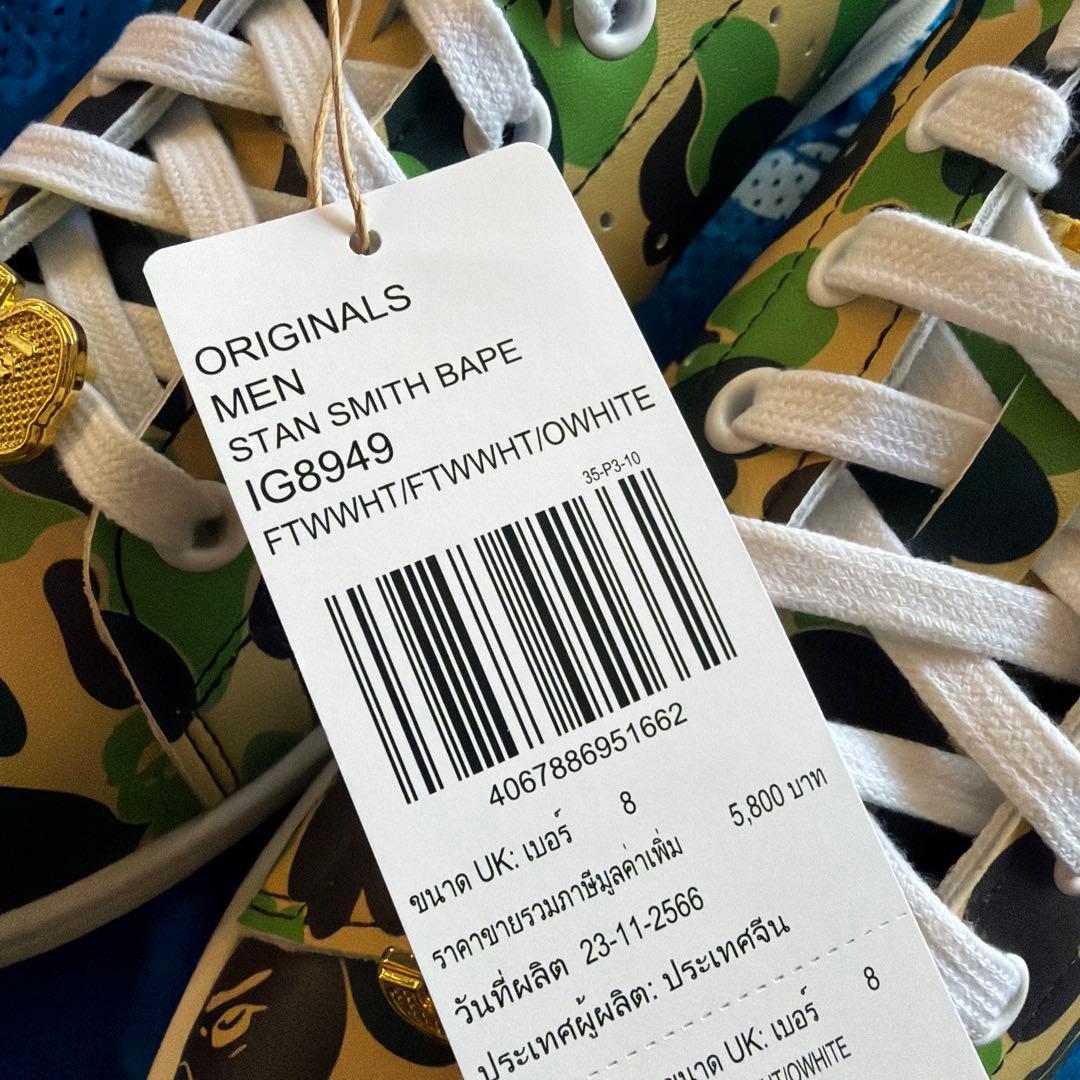 ORIGINALS
MEN
STAN SMITH BAPE
IG8949
FTWWHT/FTWWHT/OWHITE
35-P3-10
4067886951662
ขนาด UK: เบอร์ 8
ราคาขายรวมภาษีมูลค่าเพิ่ม 5,800 บาท
วันที่ผลิต 23-11-2566
ประเทศผู้ผลิต: ประเทศจีน
ขนาด UK: เบอร์ 8
/OWHITE